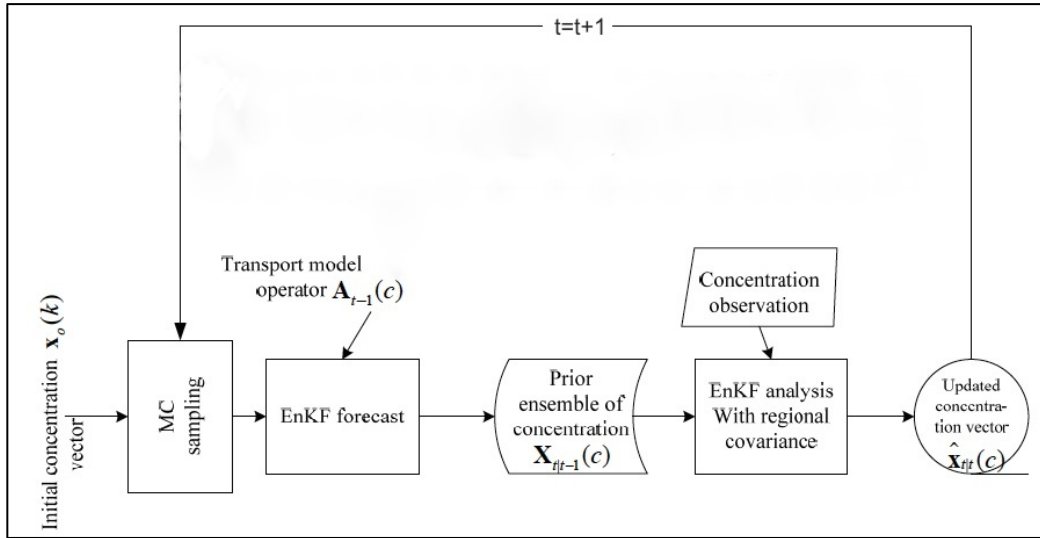 t=t+1
Transport model
operator A_{t−1}(c)
Concentration
observation
Initial concentration x_o(k)
vector
MC
sampling
EnKF forecast
Prior
ensemble of
concentration
X_{t|t−1}(c)
EnKF analysis
With regional
covariance
Updated
concentra-
tion vector
x̂_{t|t}(c)